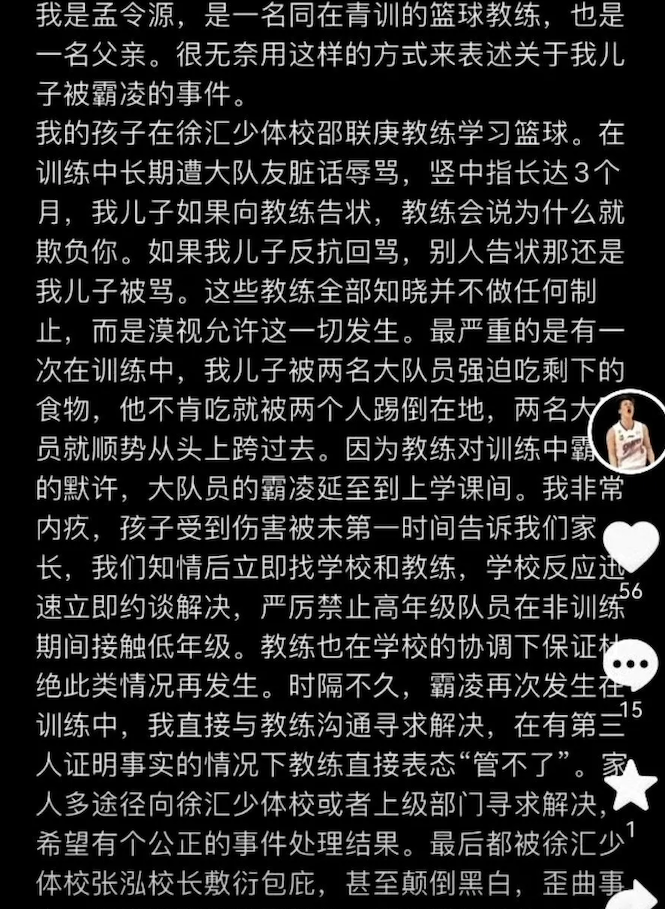 我是孟令源，是一名同在青训的篮球教练，也是
一名父亲。很无奈用这样的方式来表述关于我儿
子被霸凌的事件。
我的孩子在徐汇少体校邵联庚教练学习篮球。在
训练中长期遭大队友脏话辱骂，竖中指长达3个
月，我儿子如果向教练告状，教练会说为什么就
欺负你。如果我儿子反抗回骂，别人告状那还是
我儿子被骂。这些教练全部知晓并不做任何制
止，而是漠视允许这一切发生。最严重的是有一
次在训练中，我儿子被两名大队员强迫吃剩下的
食物，他不肯吃就被两个人踢倒在地，两名大
员就顺势从头上跨过去。因为教练对训练中霸
的默许，大队员的霸凌延至到上学课间。我非常
内疚，孩子受到伤害被未第一时间告诉我们家
长，我们知情后立即找学校和教练，学校反应迅
速立即约谈解决，严厉禁止高年级队员在非训练
期间接触低年级。教练也在学校的协调下保证杜
绝此类情况再发生。时隔不久，霸凌再次发生在
训练中，我直接与教练沟通寻求解决，在有第三
人证明事实的情况下教练直接表态“管不了”。家
人多途径向徐汇少体校或者上级部门寻求解决，
希望有个公正的事件处理结果。最后都被徐汇少
体校张泓校长敷衍包庇，甚至颠倒黑白，歪曲事
56
15
1